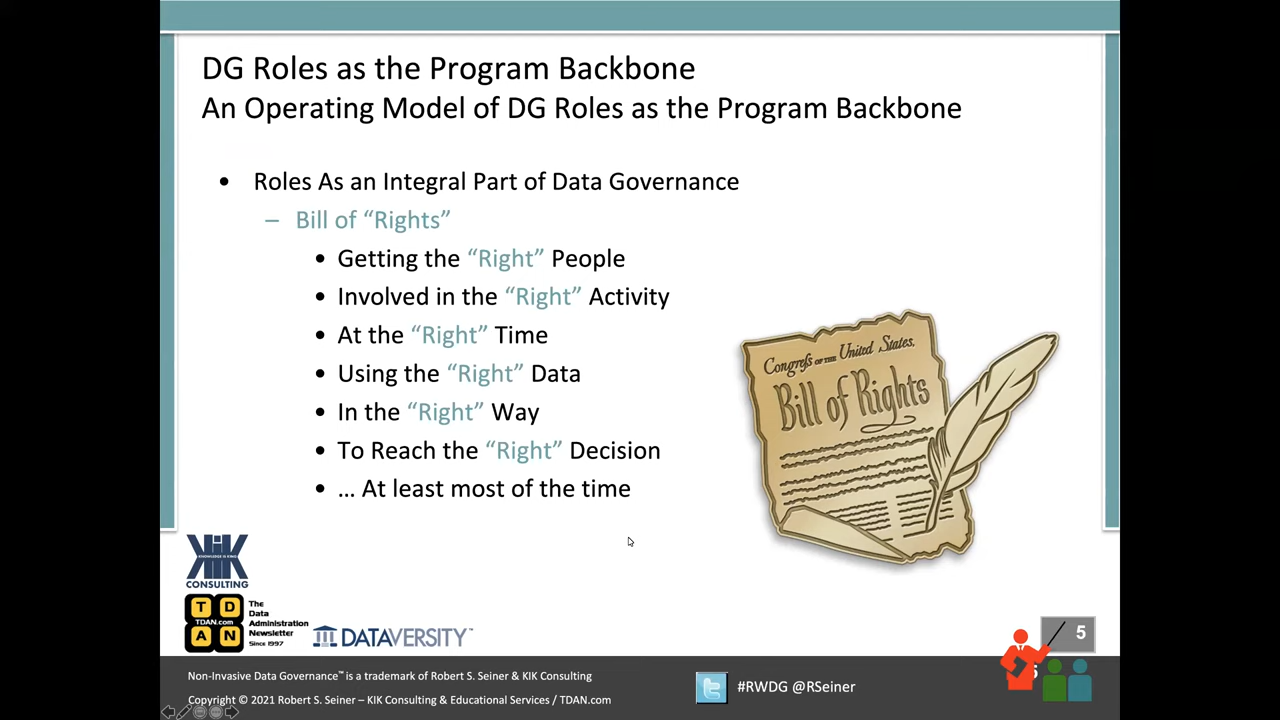 DG Roles as the Program Backbone
An Operating Model of DG Roles as the Program Backbone
• Roles As an Integral Part of Data Governance
– Bill of “Rights”
• Getting the “Right” People
• Involved in the “Right” Activity
• At the “Right” Time
• Using the “Right” Data
• In the “Right” Way
• To Reach the “Right” Decision
• … At least most of the time
Congress OF THE United States.
Bill of Rights
KIK
KNOWLEDGE IS KING
CONSULTING
T D
TDAN.com
A N
The
Data
Administration
Newsletter
Since 1997
DATAVERSITY™
5
Non-Invasive Data Governance™ is a trademark of Robert S. Seiner & KIK Consulting
Copyright © 2021 Robert S. Seiner – KIK Consulting & Educational Services / TDAN.com
#RWDG @RSeiner